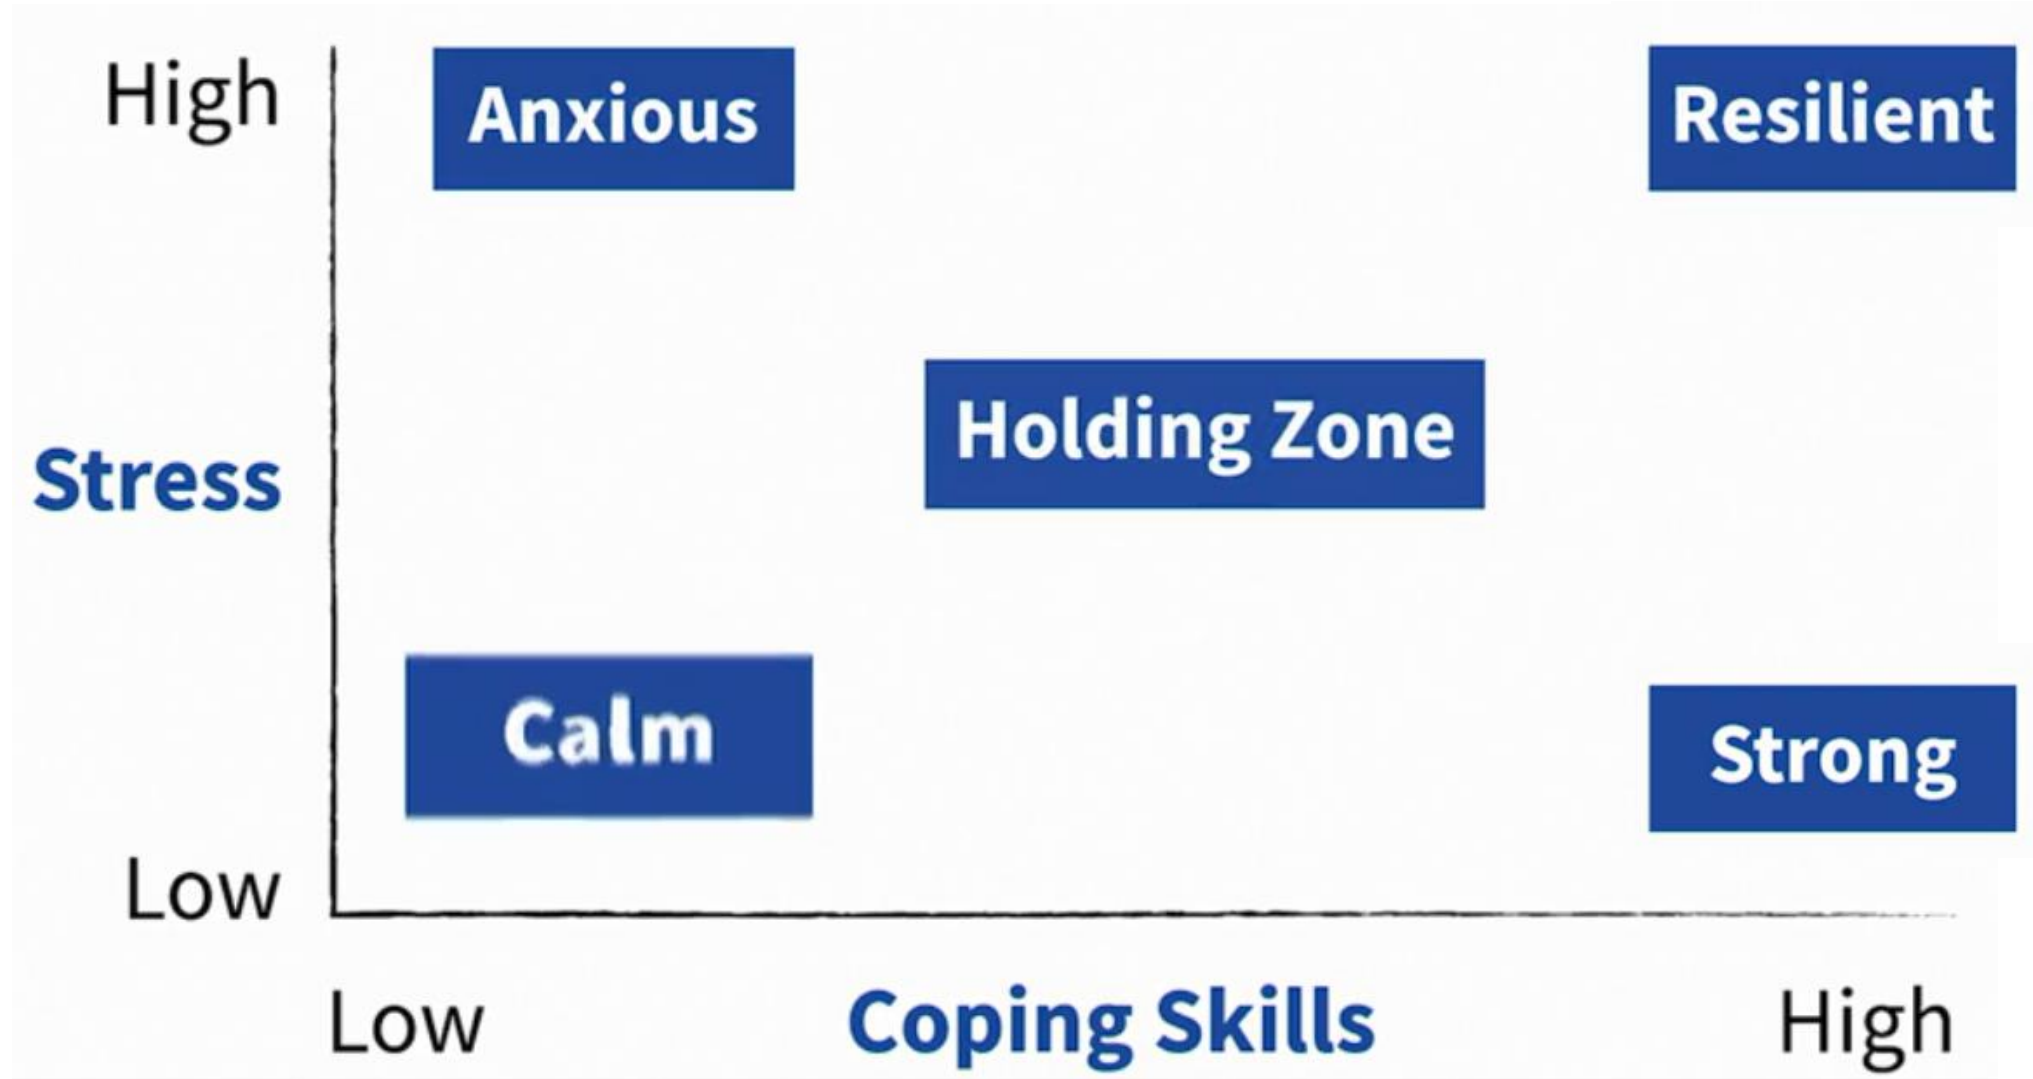 High
Anxious
Resilient
Holding Zone
Stress
Calm
Strong
Low
Low
Coping Skills
High